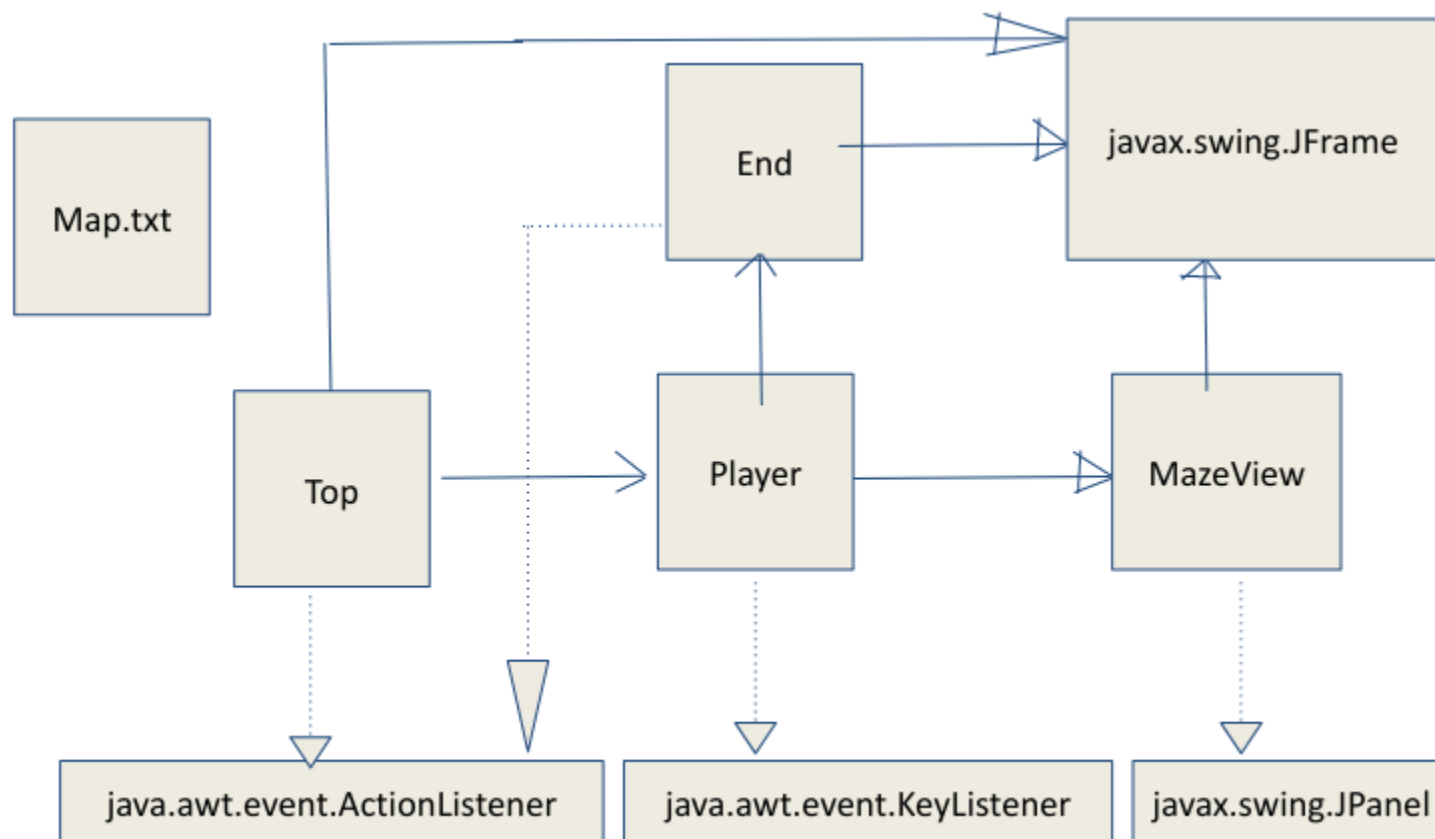 javax.swing.JFrame
End
Map.txt
Player
MazeView
Top
java.awt.event.ActionListener
java.awt.event.KeyListener
javax.swing.JPanel